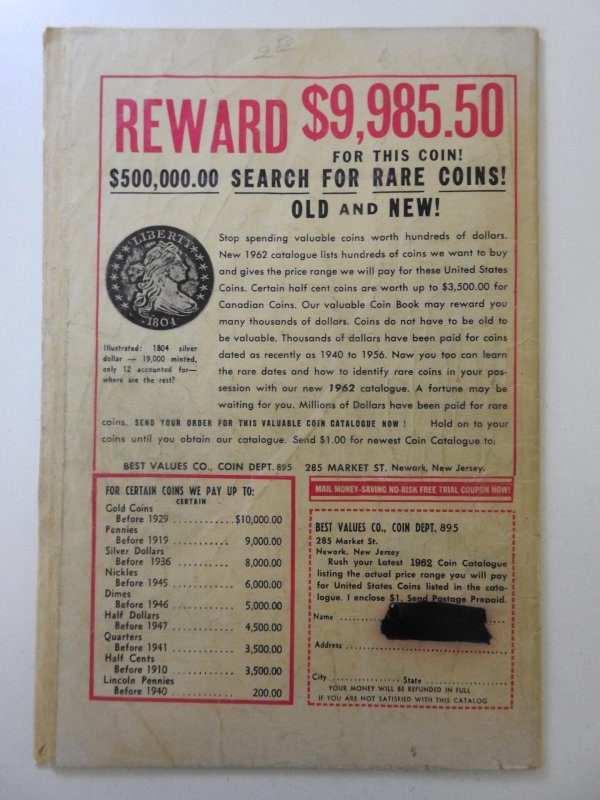 2.50
REWARD $9,985.50
FOR THIS COIN!
$500,000.00 SEARCH FOR RARE COINS!
OLD AND NEW!
LIBERTY
1804
Illustrated: 1804 silver
dollar — 19,000 minted,
only 12 accounted for—
where are the rest?
Stop spending valuable coins worth hundreds of dollars.
New 1962 catalogue lists hundreds of coins we want to buy
and gives the price range we will pay for these United States
Coins. Certain half cent coins are worth up to $3,500.00 for
Canadian Coins. Our valuable Coin Book may reward you
many thousands of dollars. Coins do not have to be old to
be valuable. Thousands of dollars have been paid for coins
dated as recently as 1940 to 1956. Now you too can learn
the rare dates and how to identify rare coins in your pos-
session with our new 1962 catalogue. A fortune may be
waiting for you. Millions of Dollars have been paid for rare
coins. SEND YOUR ORDER FOR THIS VALUABLE COIN CATALOGUE NOW ! Hold on to your
coins until you obtain our catalogue. Send $1.00 for newest Coin Catalogue to:
BEST VALUES CO., COIN DEPT. 895 285 MARKET ST. Newark, New Jersey.
FOR CERTAIN COINS WE PAY UP TO:
CERTAIN
Gold Coins
Before 1929 ............ $10,000.00
Pennies
Before 1919 ........... 9,000.00
Silver Dollars
Before 1936 ........... 8,000.00
Nickles
Before 1945 ........... 6,000.00
Dimes
Before 1946 ........... 5,000.00
Half Dollars
Before 1947 ........... 4,500.00
Quarters
Before 1941 ........... 3,500.00
Half Cents
Before 1910 ........... 3,500.00
Lincoln Pennies
Before 1940 ........... 200.00
MAIL MONEY-SAVING NO-RISK FREE TRIAL COUPON NOW!
BEST VALUES CO., COIN DEPT. 895
285 Market St.
Newark, New Jersey
Rush your Latest 1962 Coin Catalogue
listing the actual price range you will pay
for United States Coins listed in the cata-
logue. I enclose $1. Send Postage Prepaid.
Name
Address
City .................. State
YOUR MONEY WILL BE REFUNDED IN FULL
IF YOU ARE NOT SATISFIED WITH THIS CATALOG